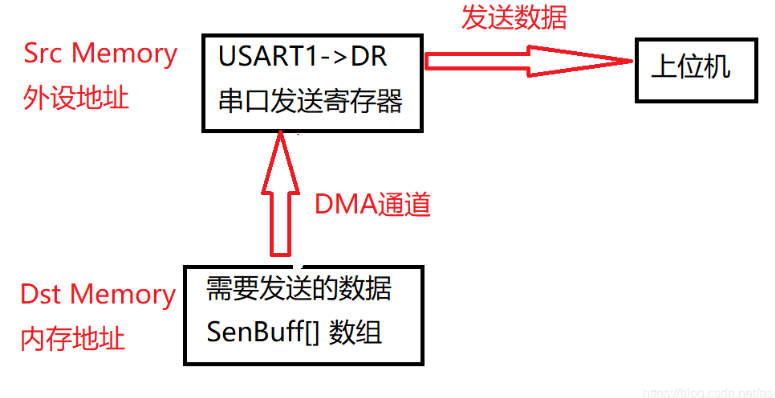 发送数据
Src Memory
外设地址
USART1->DR
串口发送寄存器
上位机
DMA通道
Dst Memory
内存地址
需要发送的数据
SenBuff[] 数组
https://blog.csdn.net/as